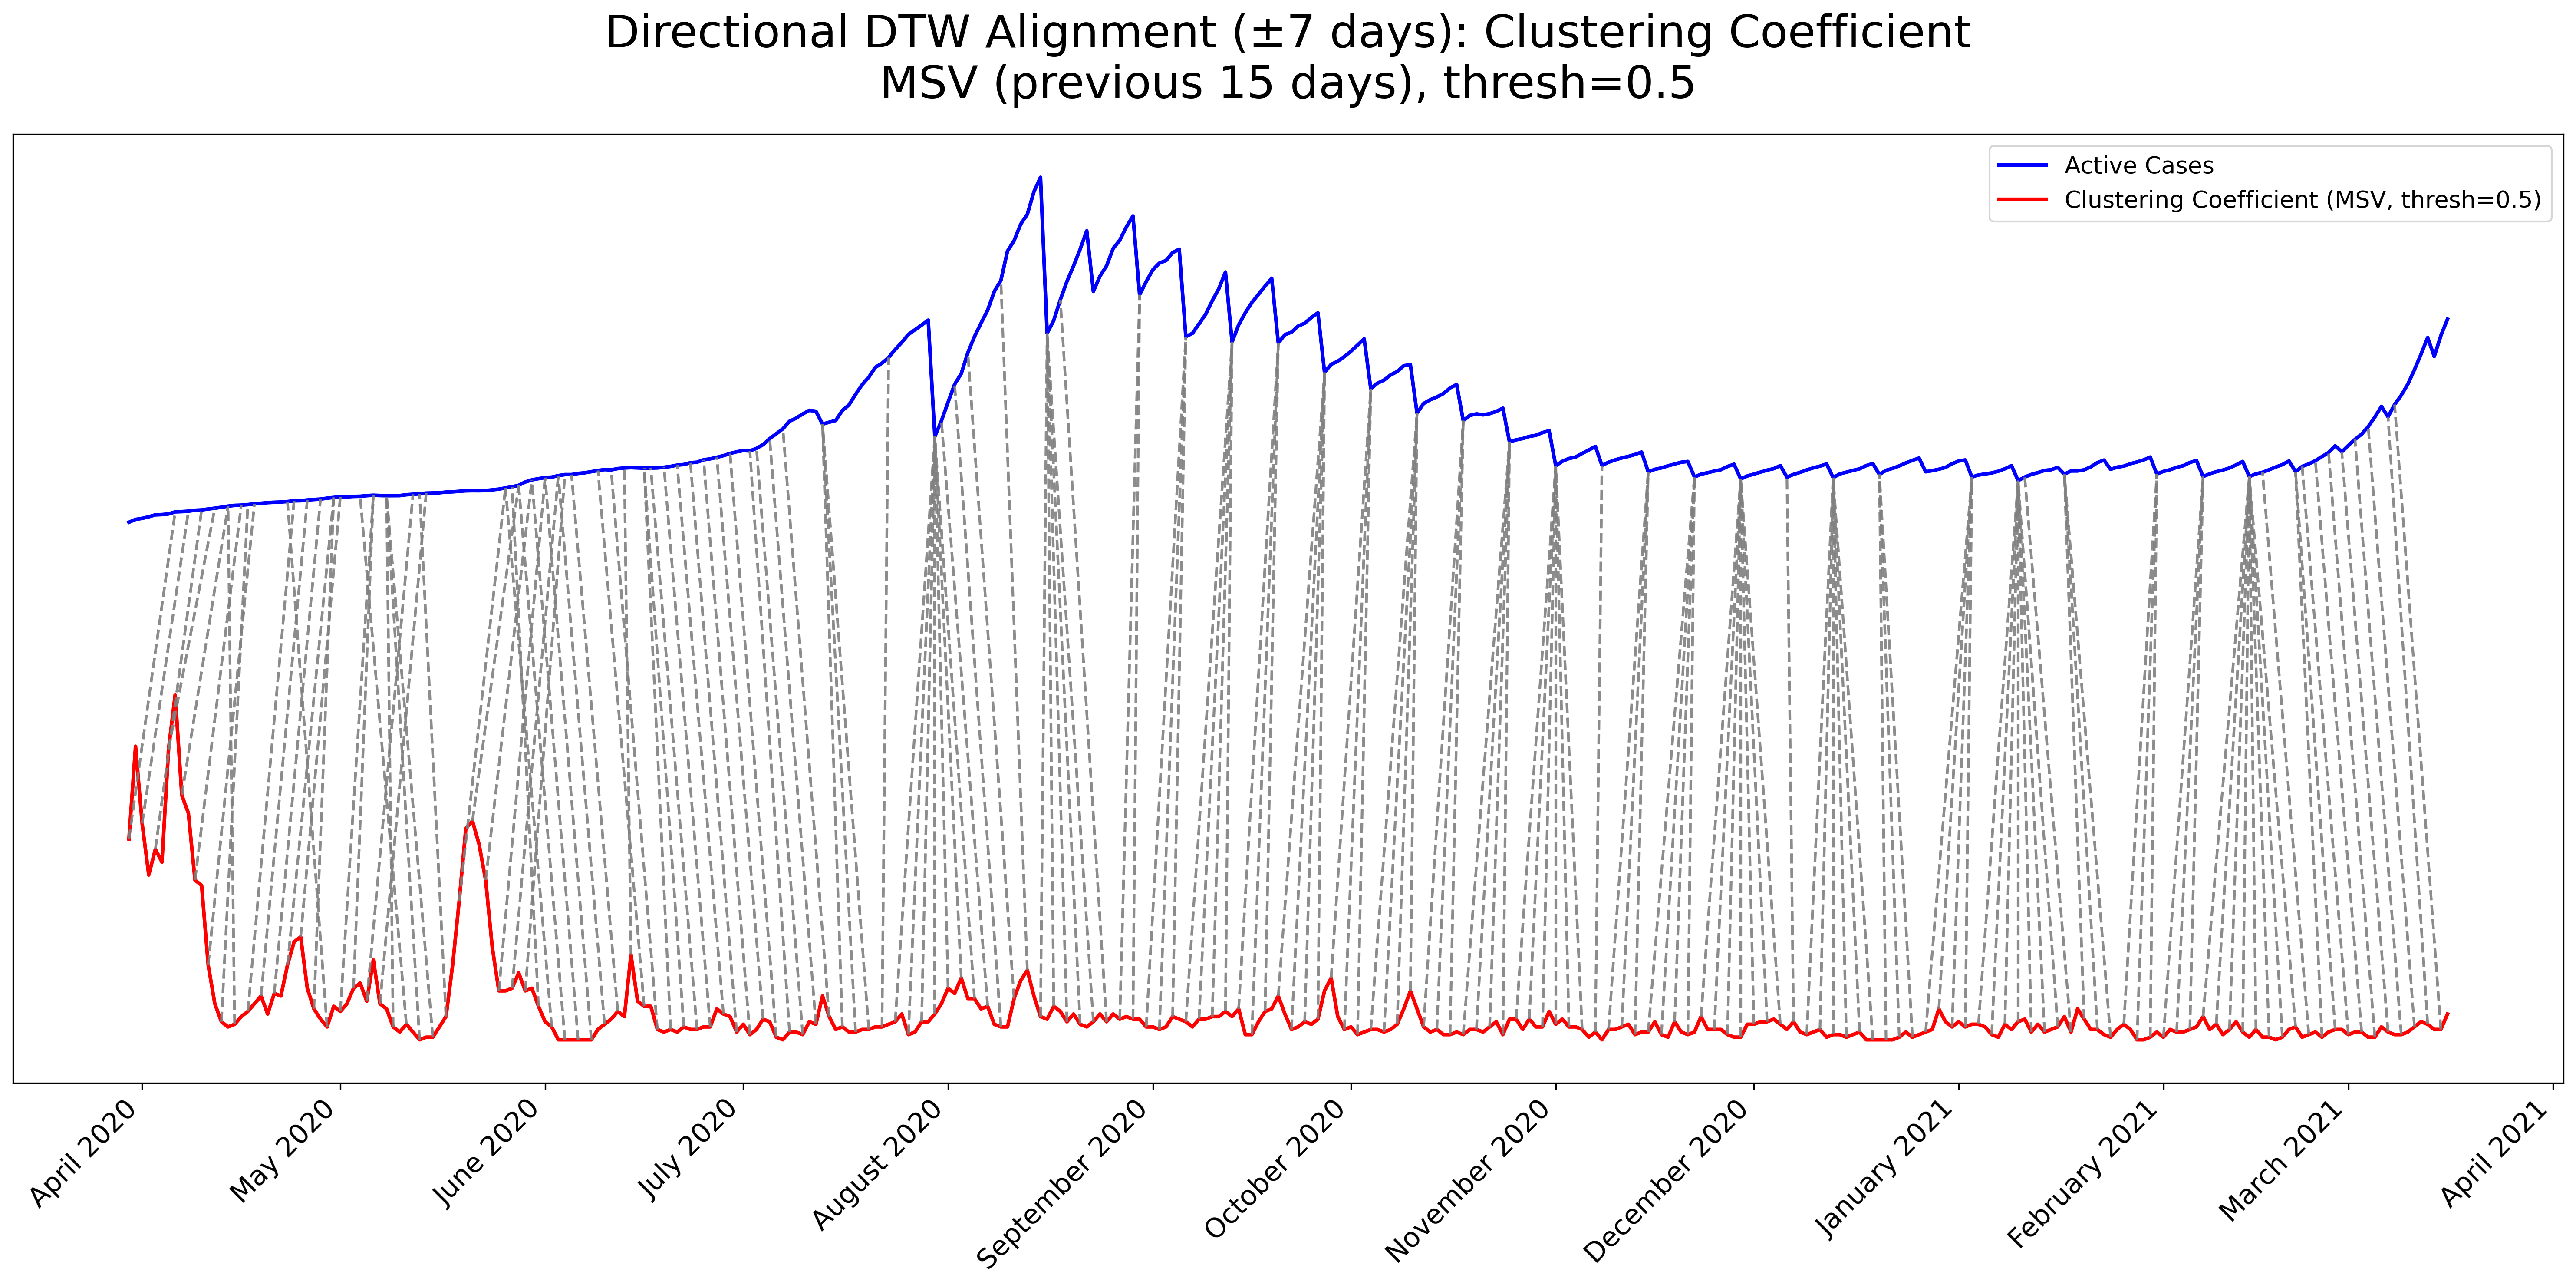 Directional DTW Alignment (±7 days): Clustering Coefficient
MSV (previous 15 days), thresh=0.5
Active Cases
Clustering Coefficient (MSV, thresh=0.5)
April 2020
May 2020
June 2020
July 2020
August 2020
September 2020
October 2020
November 2020
December 2020
January 2021
February 2021
March 2021
April 2021